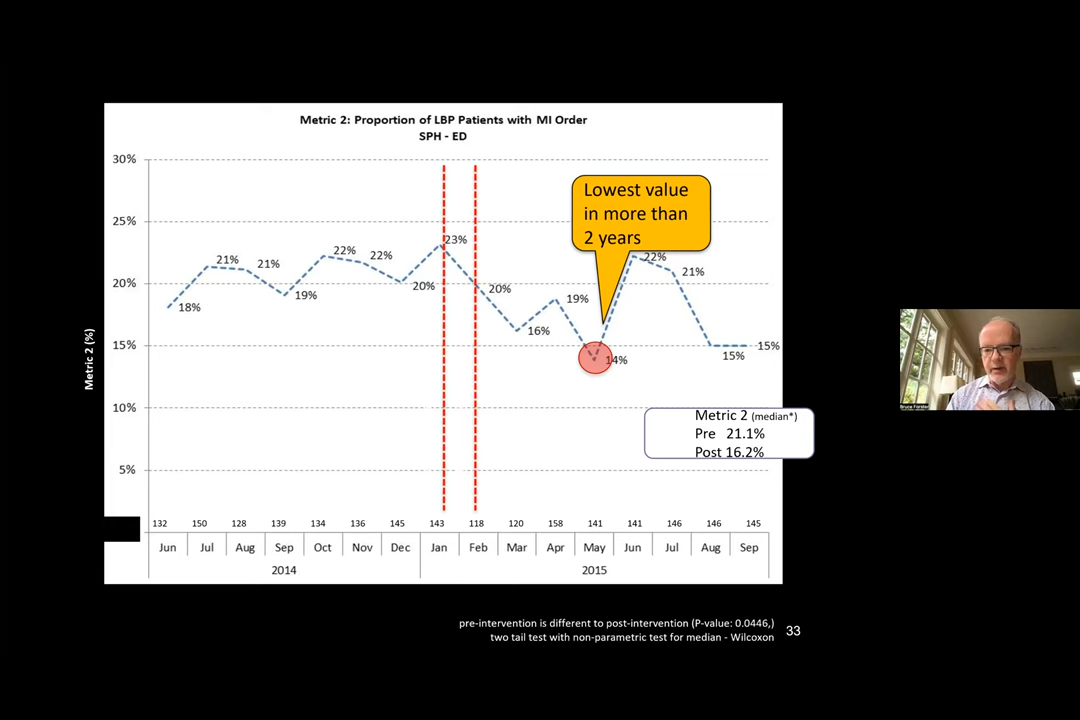 Metric 2: Proportion of LBP Patients with MI Order
SPH - ED
30%
25%
20%
15%
10%
5%
Metric 2 (%)
18%
21%
21%
19%
22%
22%
20%
23%
20%
16%
19%
14%
22%
21%
15%
15%
Lowest value
in more than
2 years
Metric 2 (median*)
Pre 21.1%
Post 16.2%
132 150 128 139 134 136 145 143 118 120 158 141 141 146 146 145
Jun Jul Aug Sep Oct Nov Dec Jan Feb Mar Apr May Jun Jul Aug Sep
2014 2015
pre-intervention is different to post-intervention (P-value: 0.0446,)
two tail test with non-parametric test for median - Wilcoxon
33
Bruce Forster